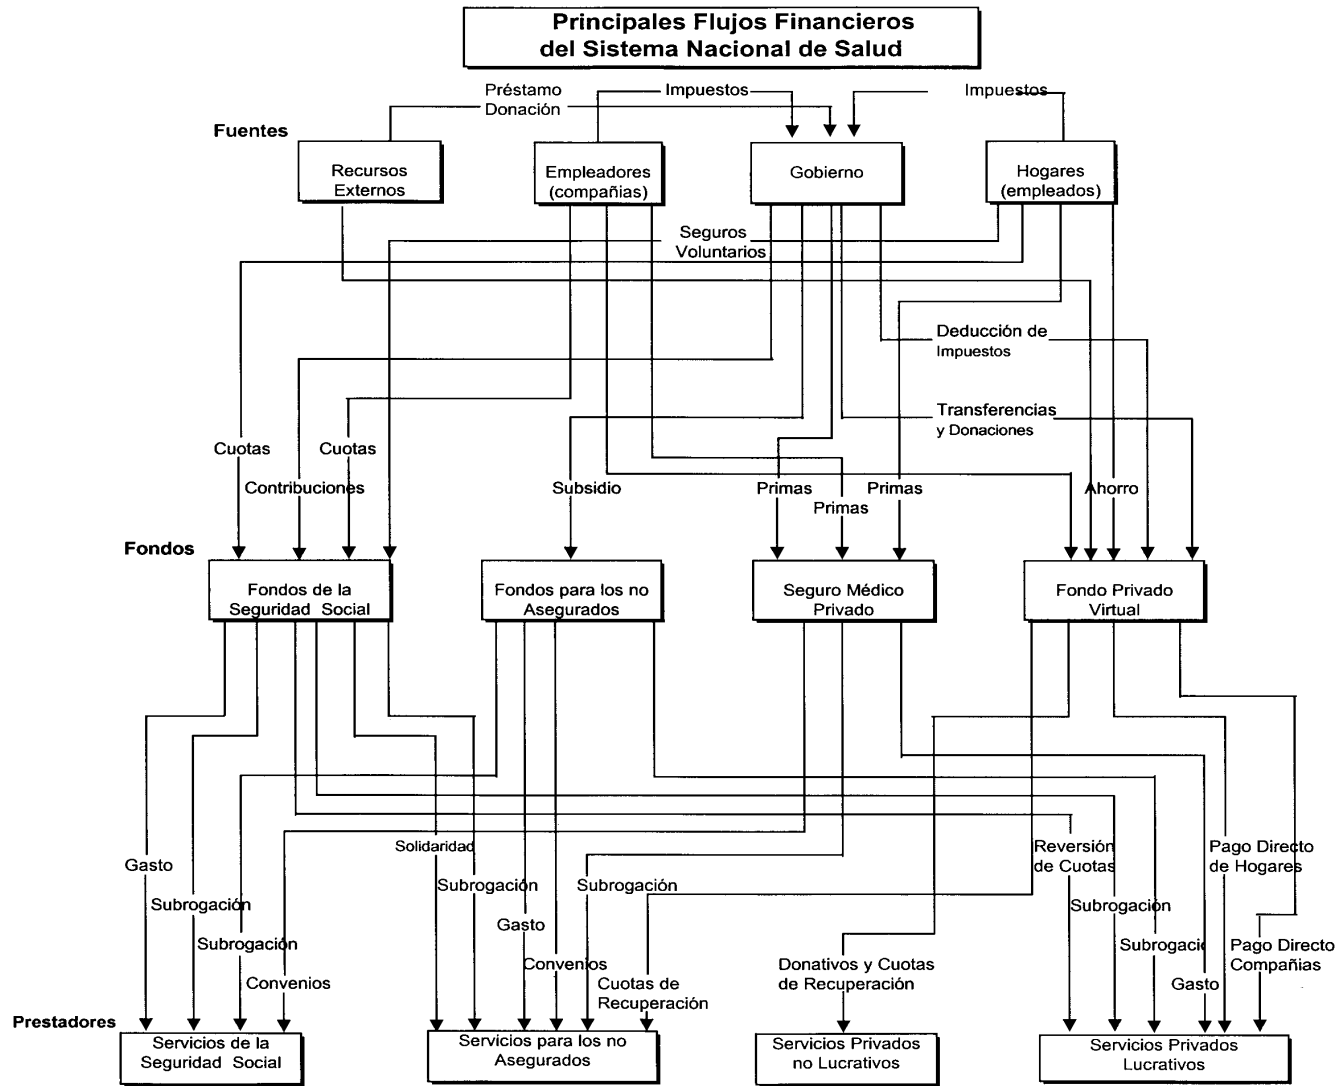 Principales Flujos Financieros
del Sistema Nacional de Salud
Préstamo
Donación
Impuestos
Impuestos
Fuentes
Recursos
Externos
Empleadores
(compañias)
Gobierno
Hogares
(empleados)
Seguros
Voluntarios
Deducción de
Impuestos
Transferencias
y Donaciones
Cuotas
Cuotas
Contribuciones
Subsidio
Primas
Primas
Primas
Ahorro
Fondos
Fondos de la
Seguridad Social
Fondos para los no
Asegurados
Seguro Médico
Privado
Fondo Privado
Virtual
Gasto
Subrogación
Subrogación
Convenios
Solidaridad
Subrogación
Gasto
Convenios
Subrogación
Cuotas de
Recuperación
Donativos y Cuotas
de Recuperación
Reversión
de Cuotas
Subrogación
Subrogació
Gasto
Pago Directo
de Hogares
Pago Directo
Compañias
Prestadores
Servicios de la
Seguridad Social
Servicios para los no
Asegurados
Servicios Privados
no Lucrativos
Servicios Privados
Lucrativos